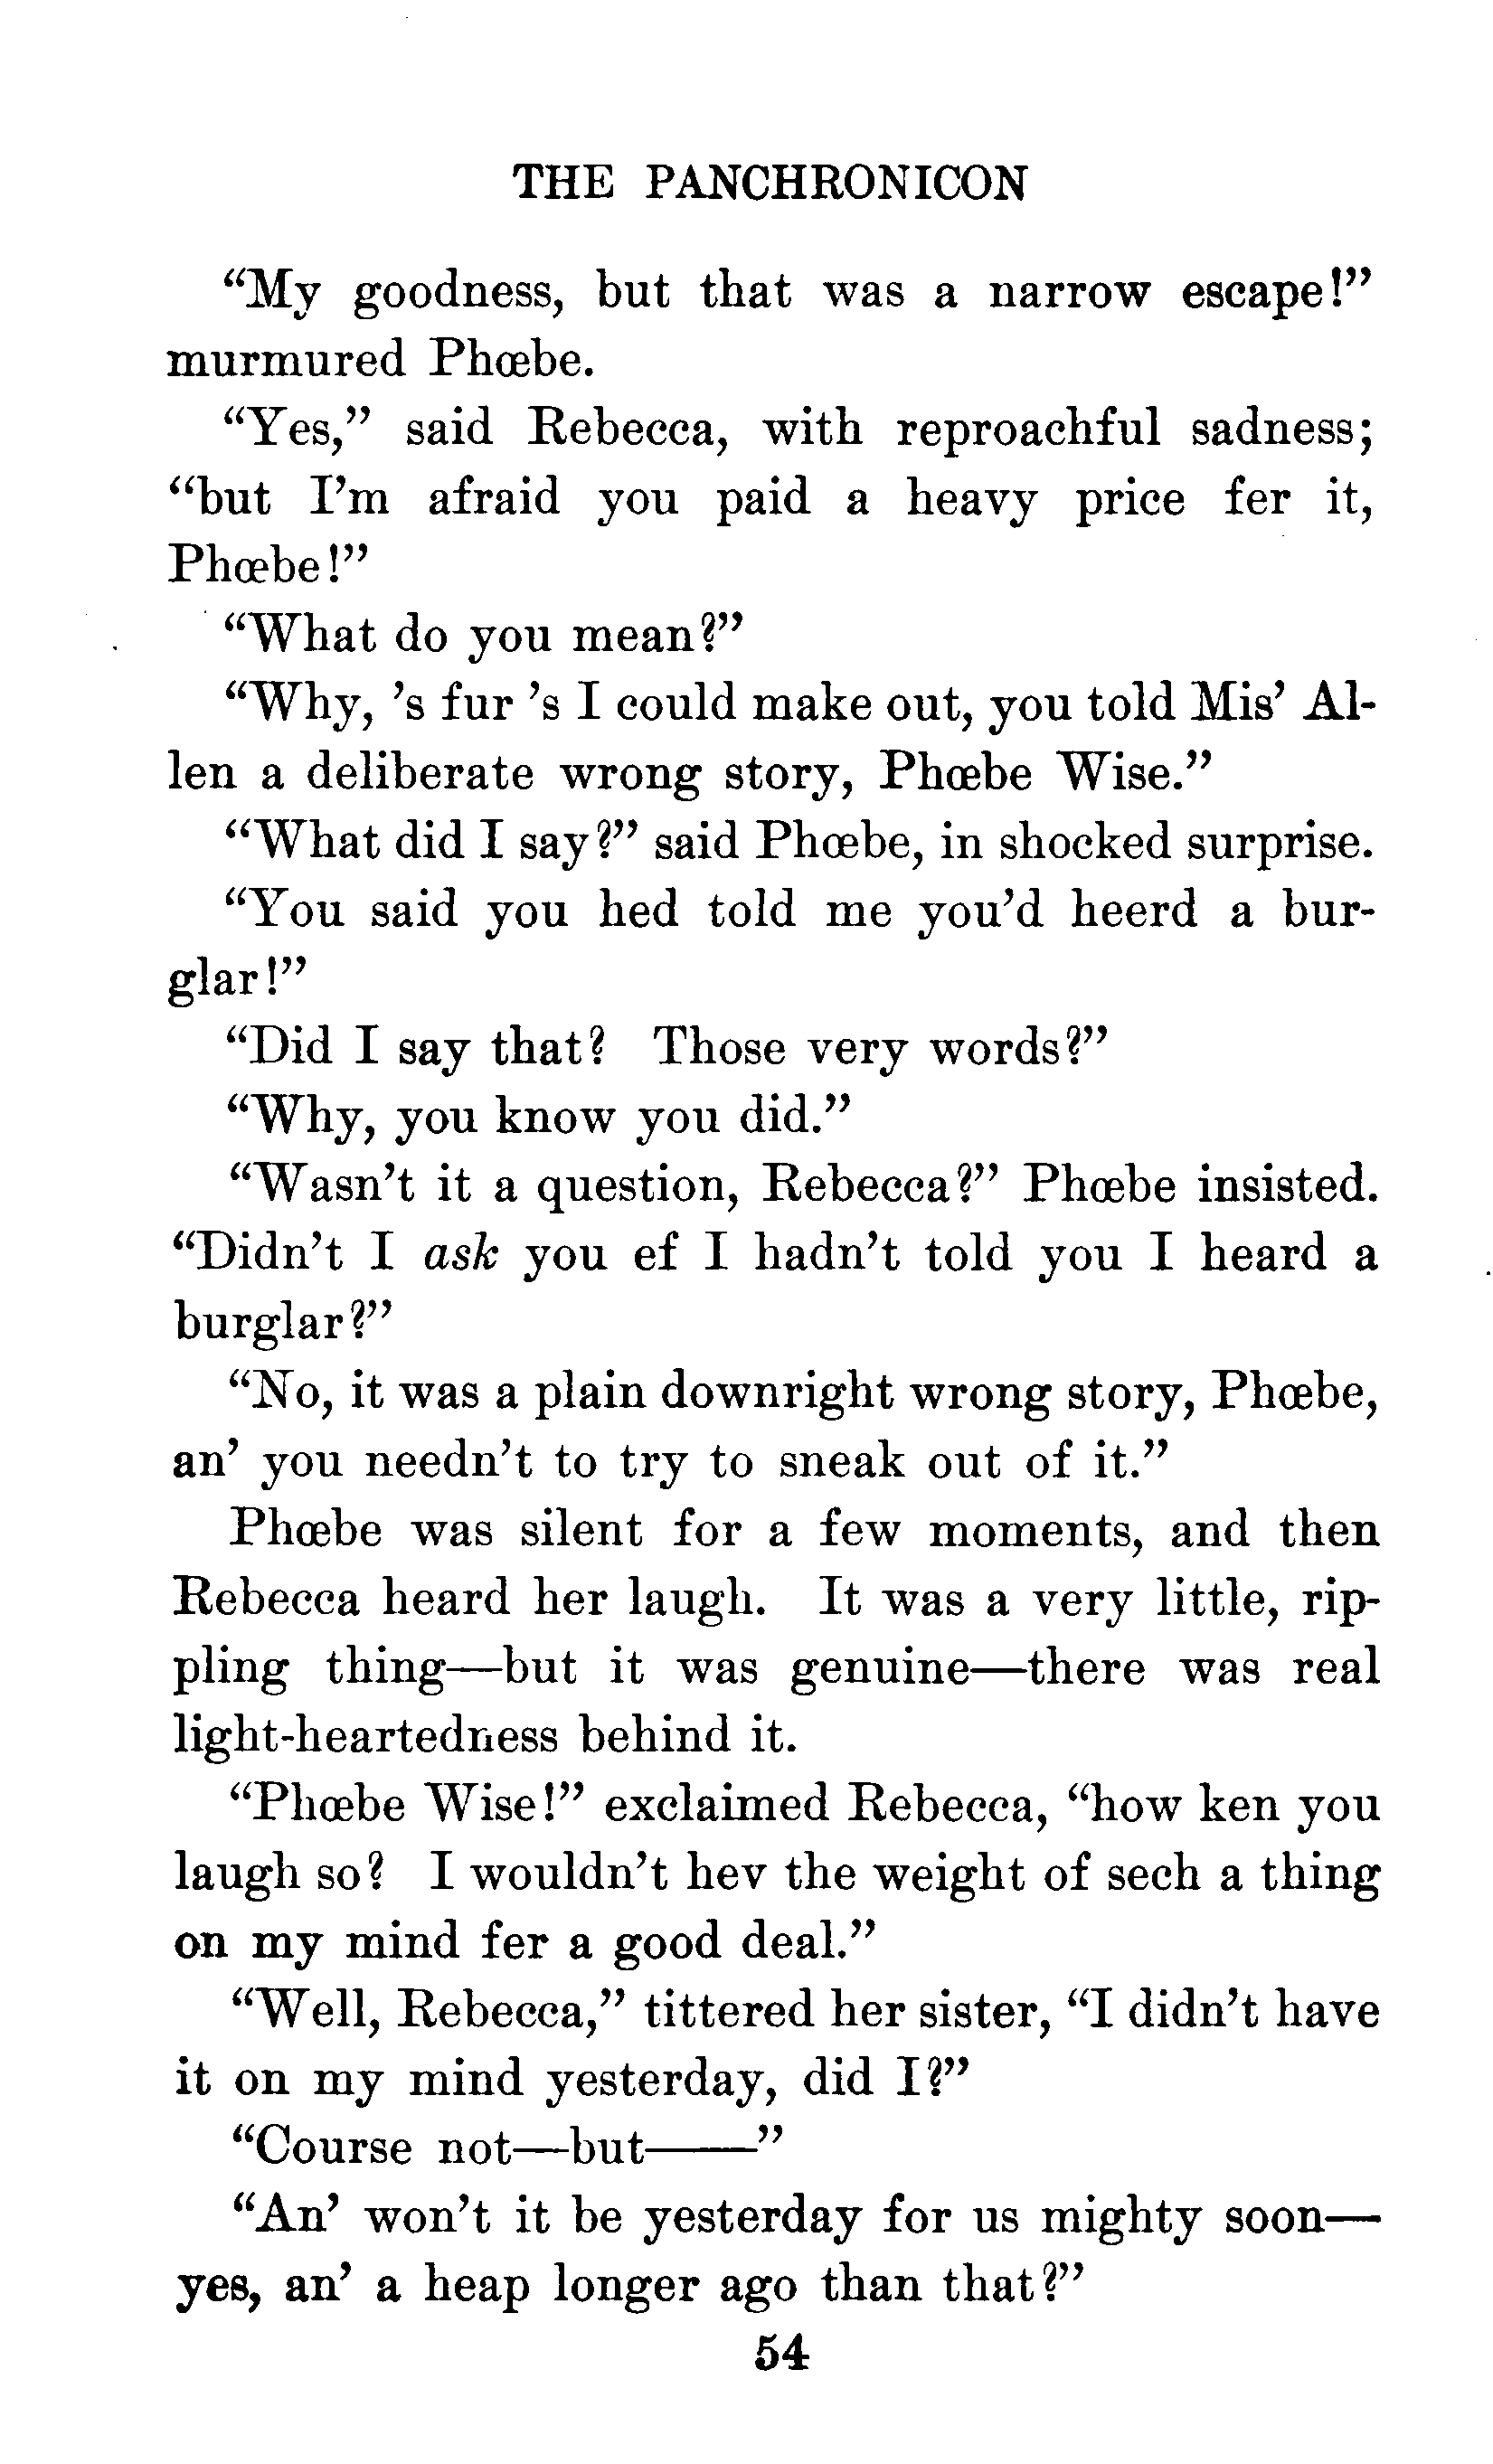 THE PANCHRONICON
“My goodness, but that was a narrow escape!”
murmured Phœbe.
“Yes,” said Rebecca, with reproachful sadness;
“but I’m afraid you paid a heavy price fer it,
Phœbe!”
“What do you mean?”
“Why, ’s fur ’s I could make out, you told Mis’ Al-
len a deliberate wrong story, Phœbe Wise.”
“What did I say?” said Phœbe, in shocked surprise.
“You said you hed told me you’d heerd a bur-
glar!”
“Did I say that? Those very words?”
“Why, you know you did.”
“Wasn’t it a question, Rebecca?” Phœbe insisted.
“Didn’t I ask you ef I hadn’t told you I heard a
burglar?”
“No, it was a plain downright wrong story, Phœbe,
an’ you needn’t to try to sneak out of it.”
Phœbe was silent for a few moments, and then
Rebecca heard her laugh. It was a very little, rip-
pling thing—but it was genuine—there was real
light-heartedness behind it.
“Phœbe Wise!” exclaimed Rebecca, “how ken you
laugh so? I wouldn’t hev the weight of sech a thing
on my mind fer a good deal.”
“Well, Rebecca,” tittered her sister, “I didn’t have
it on my mind yesterday, did I?”
“Course not—but——”
“An’ won’t it be yesterday for us mighty soon—
yes, an’ a heap longer ago than that?”
54